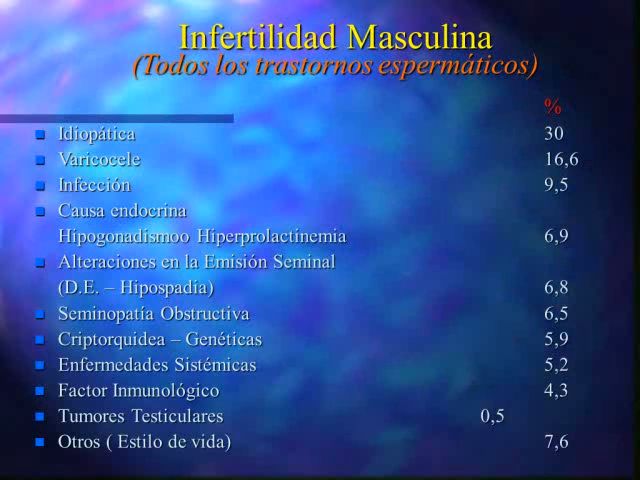 Infertilidad Masculina
(Todos los trastornos espermáticos)
%
Idiopática 30
Varicocele 16,6
Infección 9,5
Causa endocrina
Hipogonadismoo Hiperprolactinemia 6,9
Alteraciones en la Emisión Seminal
(D.E. – Hipospadia) 6,8
Seminopatía Obstructiva 6,5
Criptorquidea – Genéticas 5,9
Enfermedades Sistémicas 5,2
Factor Inmunológico 4,3
Tumores Testiculares 0,5
Otros ( Estilo de vida) 7,6